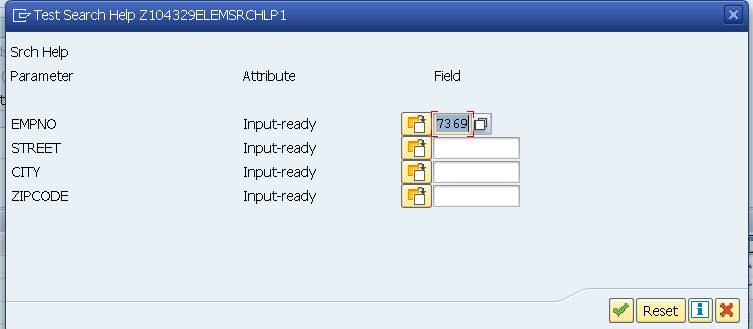 Test Search Help Z104329ELEMSRCHLP1
Srch Help
Parameter Attribute Field
EMPNO Input-ready 7369
STREET Input-ready
CITY Input-ready
ZIPCODE Input-ready
Reset